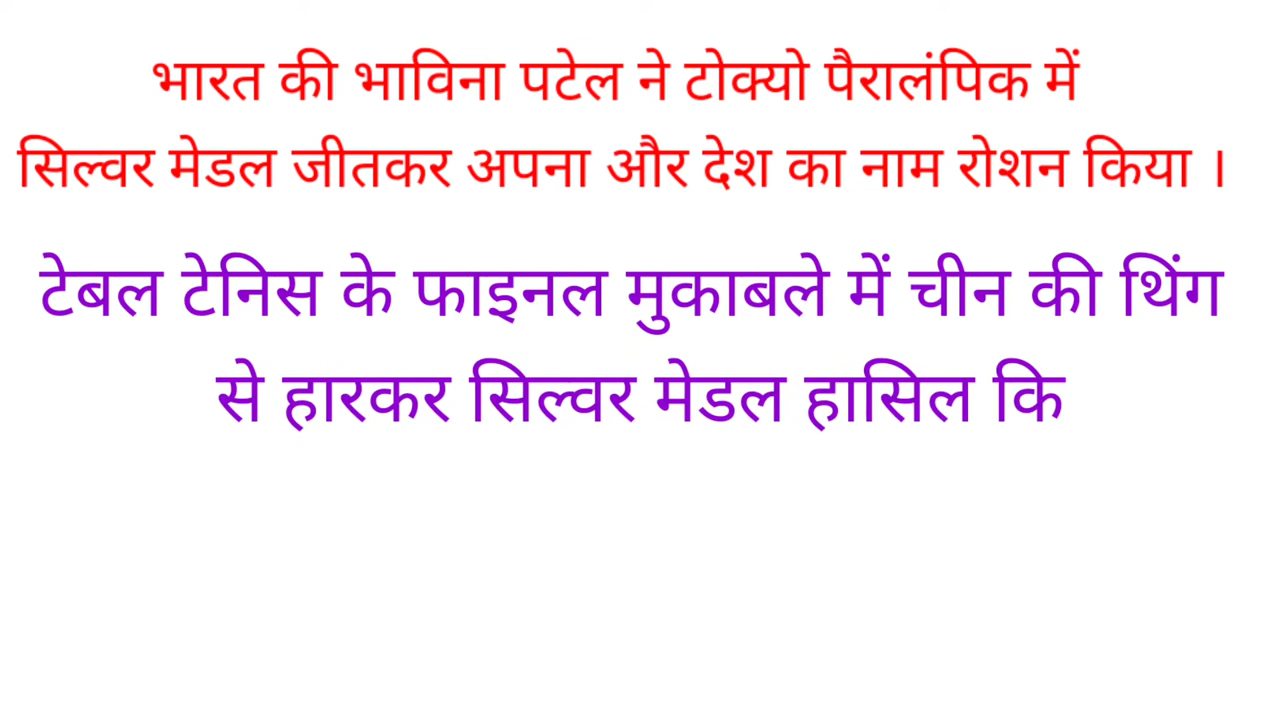 भारत की भाविना पटेल ने टोक्यो पैरालंपिक में
सिल्वर मेडल जीतकर अपना और देश का नाम रोशन किया ।
टेबल टेनिस के फाइनल मुकाबले में चीन की थिंग
से हारकर सिल्वर मेडल हासिल कि